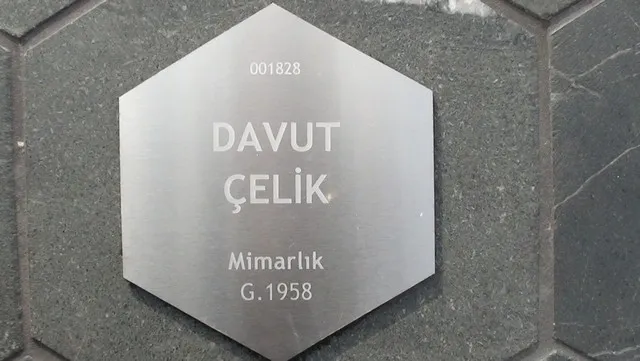 001828
DAVUT
ÇELİK
Mimarlık
G.1958